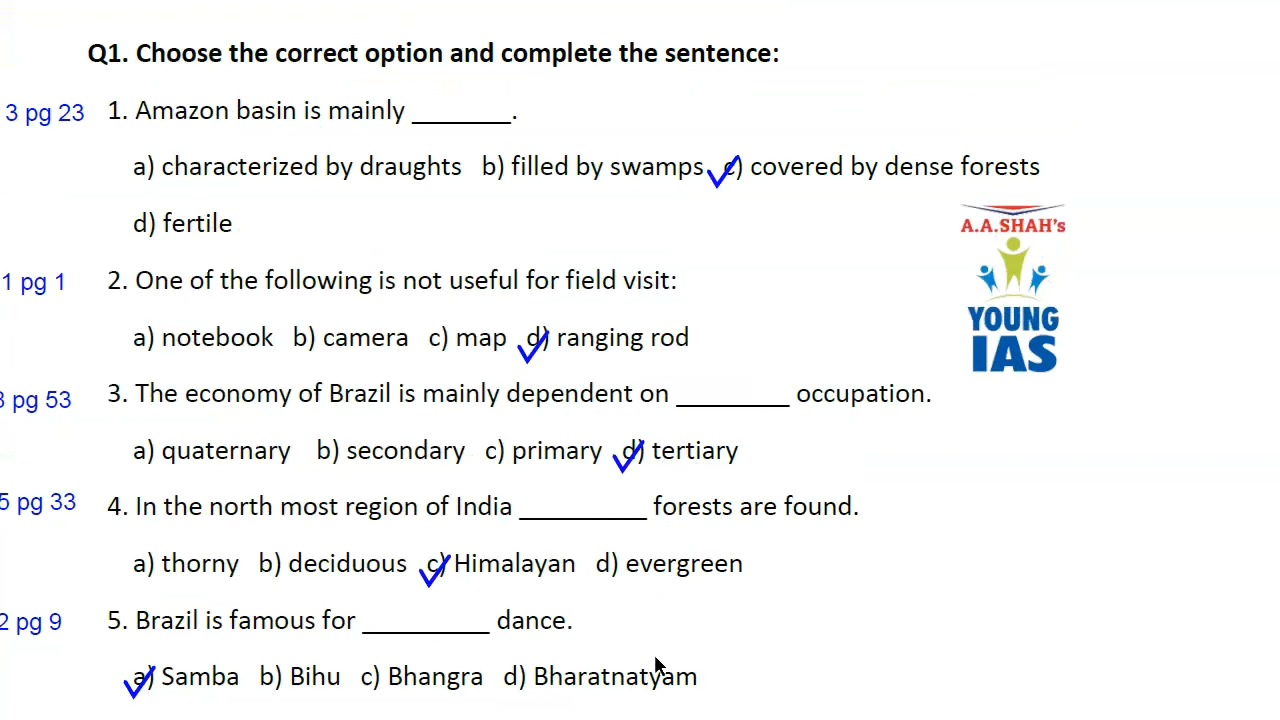 Q1. Choose the correct option and complete the sentence:
3 pg 23 1. Amazon basin is mainly _______.
a) characterized by draughts b) filled by swamps c) covered by dense forests
d) fertile
A.A.SHAH's
YOUNG
IAS
1 pg 1 2. One of the following is not useful for field visit:
a) notebook b) camera c) map d) ranging rod
3 pg 53 3. The economy of Brazil is mainly dependent on ________ occupation.
a) quaternary b) secondary c) primary d) tertiary
5 pg 33 4. In the north most region of India _________ forests are found.
a) thorny b) deciduous c) Himalayan d) evergreen
2 pg 9 5. Brazil is famous for _________ dance.
a) Samba b) Bihu c) Bhangra d) Bharatnatyam